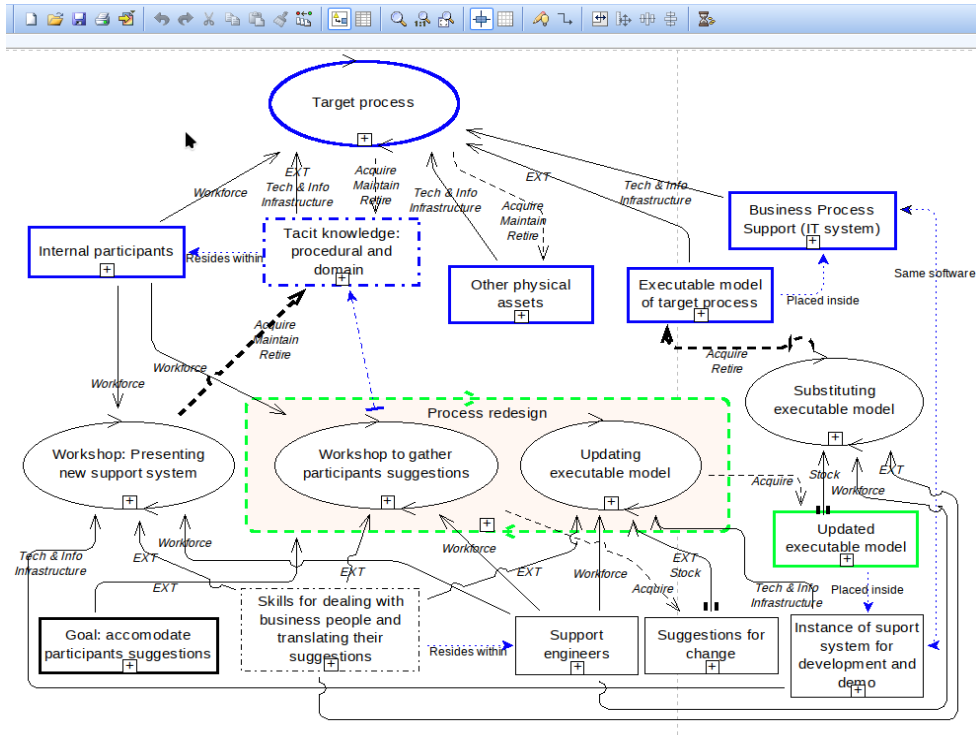 Target process
EXT
Workforce
Tech & Info
Infrastructure
Acquire
Maintain
Retire
Tech & Info
Infrastructure
Acquire
Maintain
Retire
EXT
Tech & Info
Infrastructure
Business Process
Support (IT system)
Internal participants
Resides within
Tacit knowledge:
procedural and
domain
Other physical
assets
Executable model
of target process
Placed inside
Same software
Acquire
Maintain
Retire
Workforce
Workforce
Acquire
Retire
Substituting
executable model
Process redesign
Workshop: Presenting
new support system
Workshop to gather
participants suggestions
Updating
executable model
Acquire
Stock
EXT
Workforce
Updated
executable model
Tech & Info
Infrastructure
EXT
Workforce
EXT
EXT
Workforce
EXT
Workforce
Acquire
EXT
Stock
Tech & Info
Infrastructure
Placed inside
Goal: accomodate
participants suggestions
Skills for dealing with
business people and
translating their
suggestions
Resides within
Support
engineers
Suggestions for
change
Instance of suport
system for
development and
demo